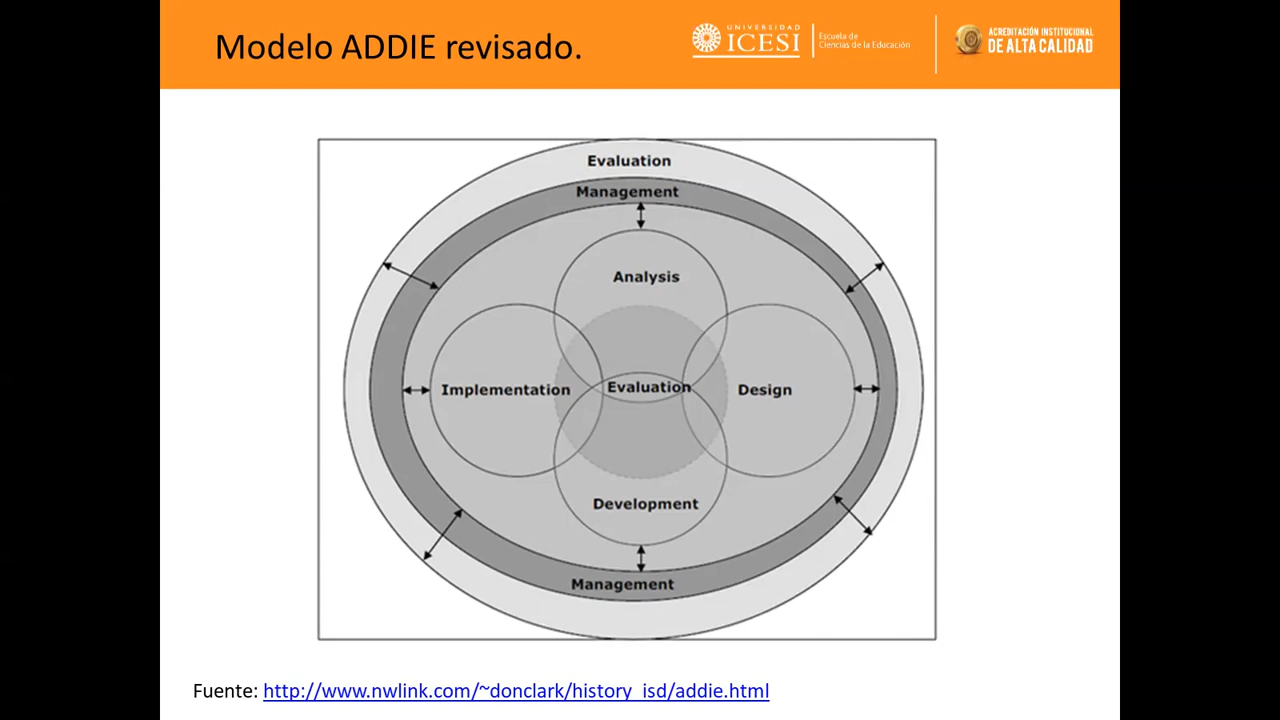 Modelo ADDIE revisado.
UNIVERSIDAD
ICESI
Escuela de
Ciencias de la Educación
ACREDITACIÓN INSTITUCIONAL
DE ALTA CALIDAD
Evaluation
Management
Analysis
Implementation
Evaluation
Design
Development
Management
Fuente: http://www.nwlink.com/~donclark/history_isd/addie.html